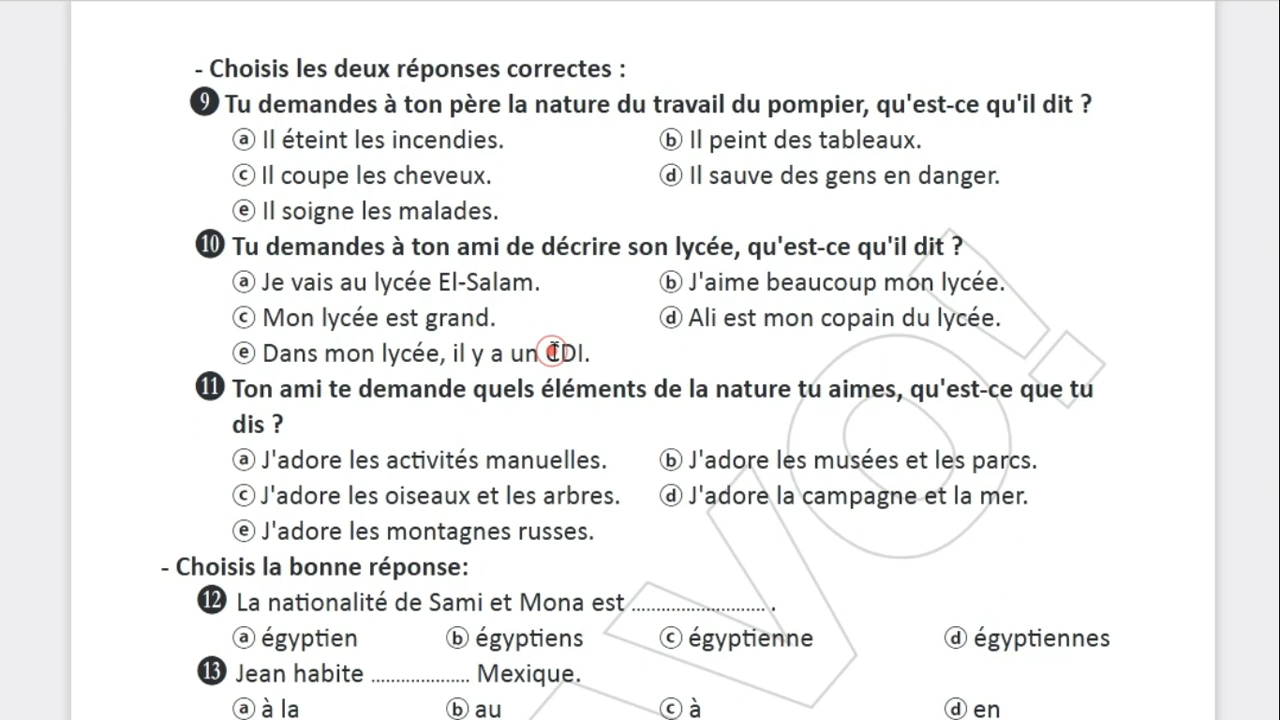 - Choisis les deux réponses correctes :
9 Tu demandes à ton père la nature du travail du pompier, qu'est-ce qu'il dit ?
a Il éteint les incendies. b Il peint des tableaux.
c Il coupe les cheveux. d Il sauve des gens en danger.
e Il soigne les malades.
10 Tu demandes à ton ami de décrire son lycée, qu'est-ce qu'il dit ?
a Je vais au lycée El-Salam. b J'aime beaucoup mon lycée.
c Mon lycée est grand. d Ali est mon copain du lycée.
e Dans mon lycée, il y a un CDI.
11 Ton ami te demande quels éléments de la nature tu aimes, qu'est-ce que tu
dis ?
a J'adore les activités manuelles. b J'adore les musées et les parcs.
c J'adore les oiseaux et les arbres. d J'adore la campagne et la mer.
e J'adore les montagnes russes.
- Choisis la bonne réponse:
12 La nationalité de Sami et Mona est .......................... .
a égyptien b égyptiens c égyptienne d égyptiennes
13 Jean habite ................... Mexique.
a à la b au c à d en
VO!